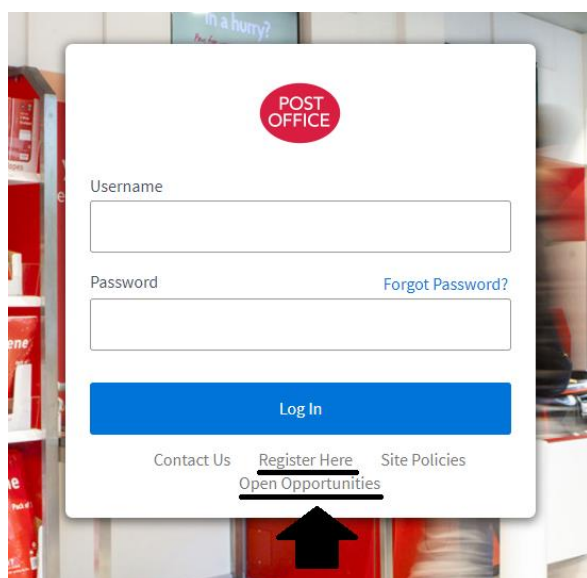 in a hurry?
POST
OFFICE
Username
Password
Forgot Password?
Log In
Contact Us Register Here Site Policies
Open Opportunities